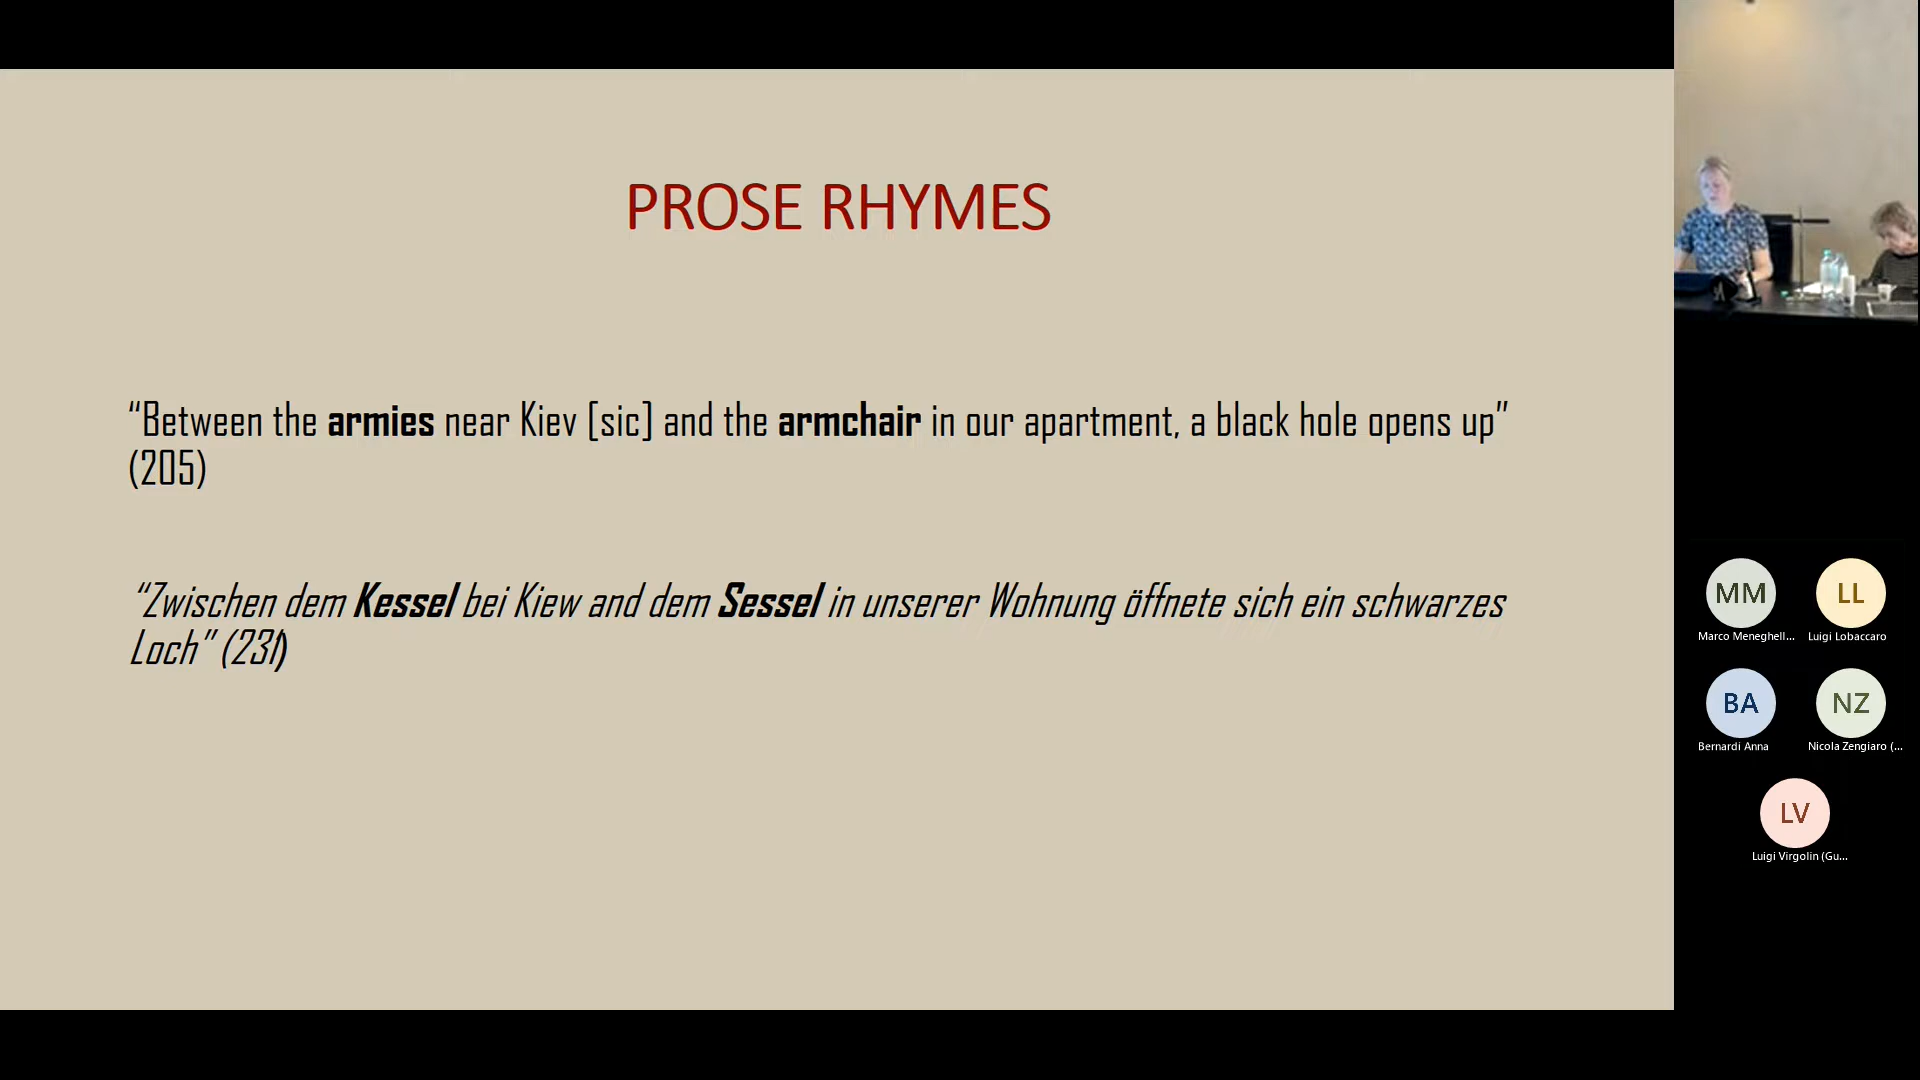 PROSE RHYMES
“Between the armies near Kiev [sic] and the armchair in our apartment, a black hole opens up”
(205)
“Zwischen dem Kessel bei Kiew and dem Sessel in unserer Wohnung öffnete sich ein schwarzes
Loch” (231)
MM LL
Marco Meneghell... Luigi Lobaccaro
BA NZ
Bernardi Anna Nicola Zengiaro (...
LV
Luigi Virgolin (Gu...